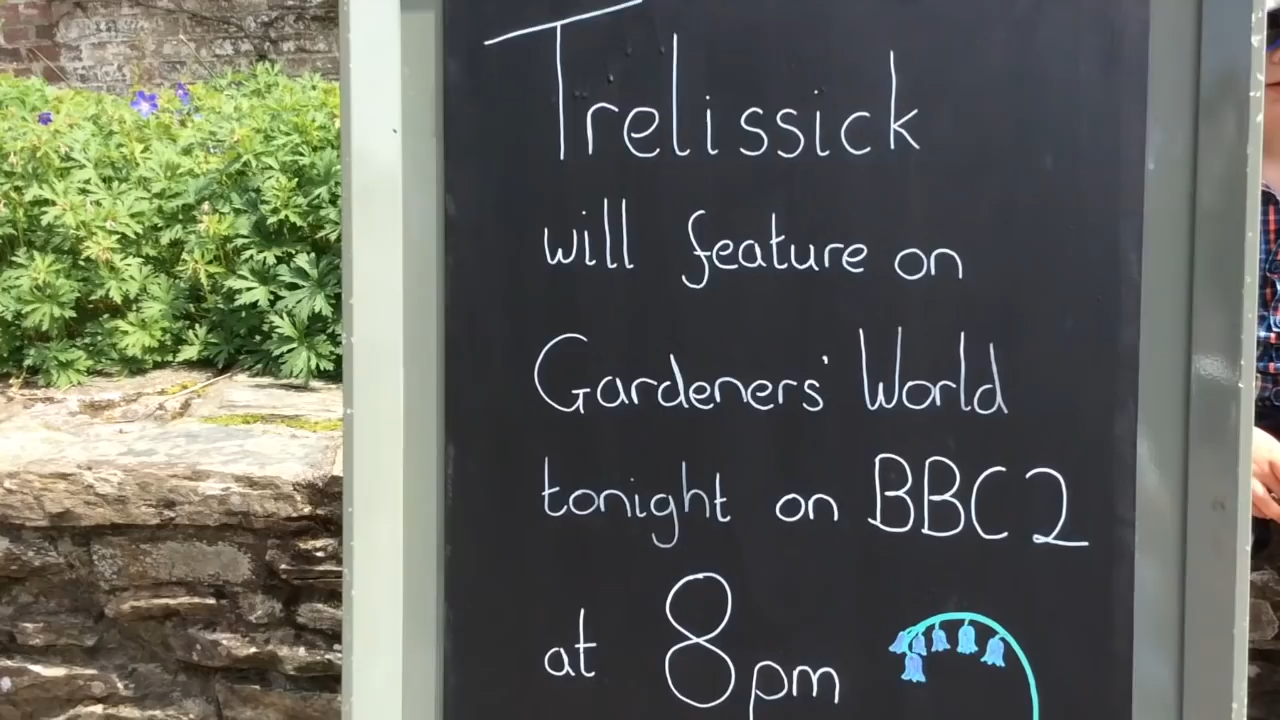 Trelissick
will feature on
Gardeners' World
tonight on BBC2
at 8pm